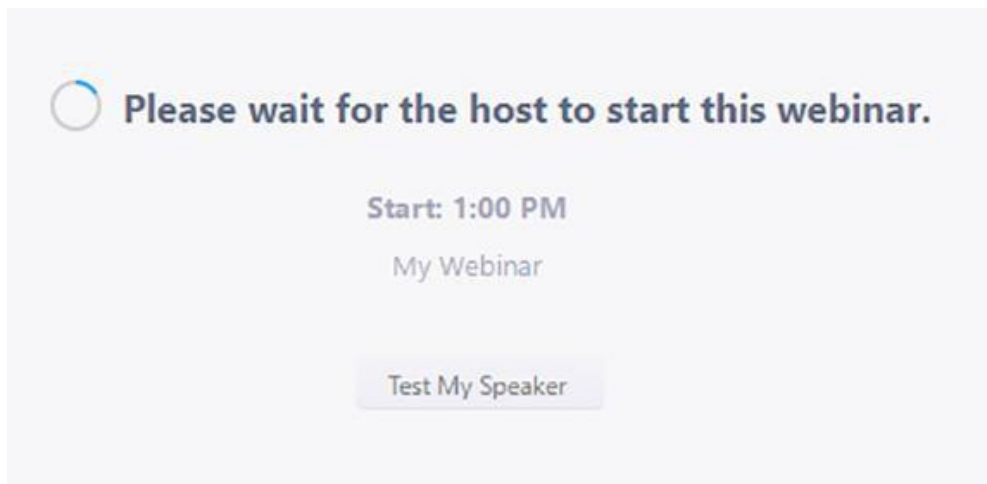 Please wait for the host to start this webinar.
Start: 1:00 PM
My Webinar
Test My Speaker